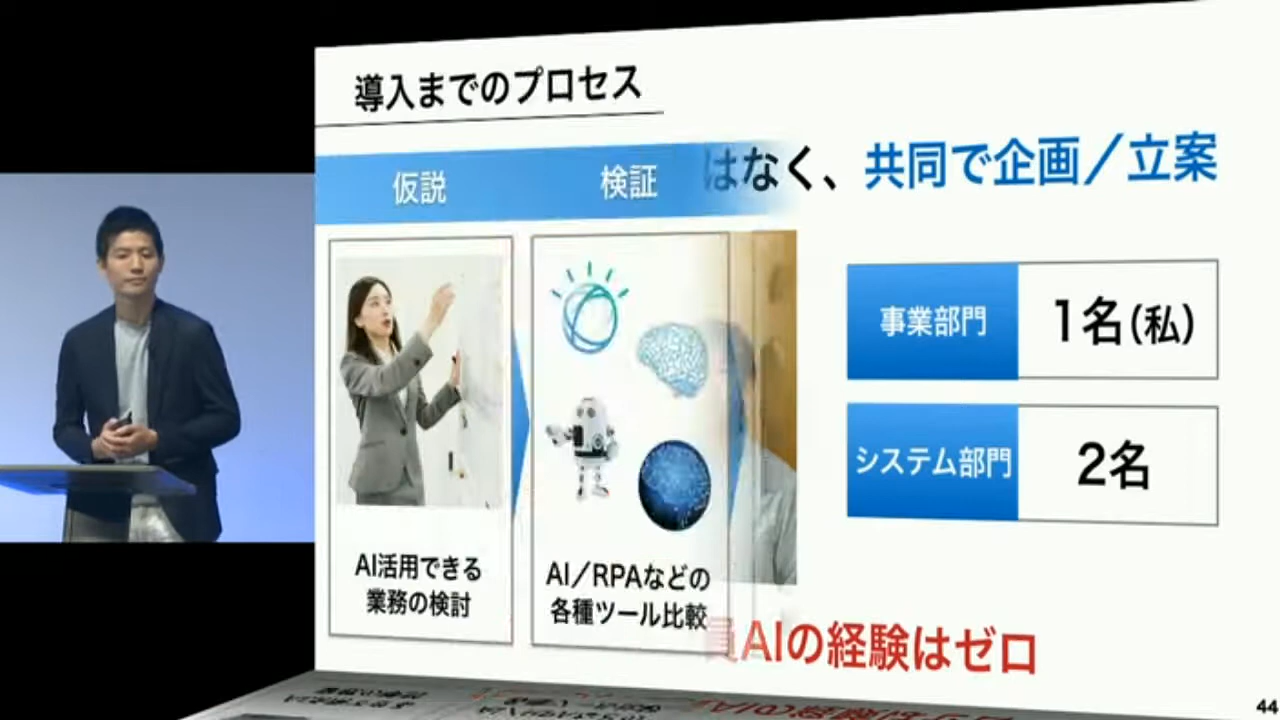 導入までのプロセス
仮説
検証
はなく、共同で企画／立案
事業部門
1名(私)
システム部門
2名
AI活用できる
業務の検討
AI／RPAなどの
各種ツール比較
員AIの経験はゼロ
44